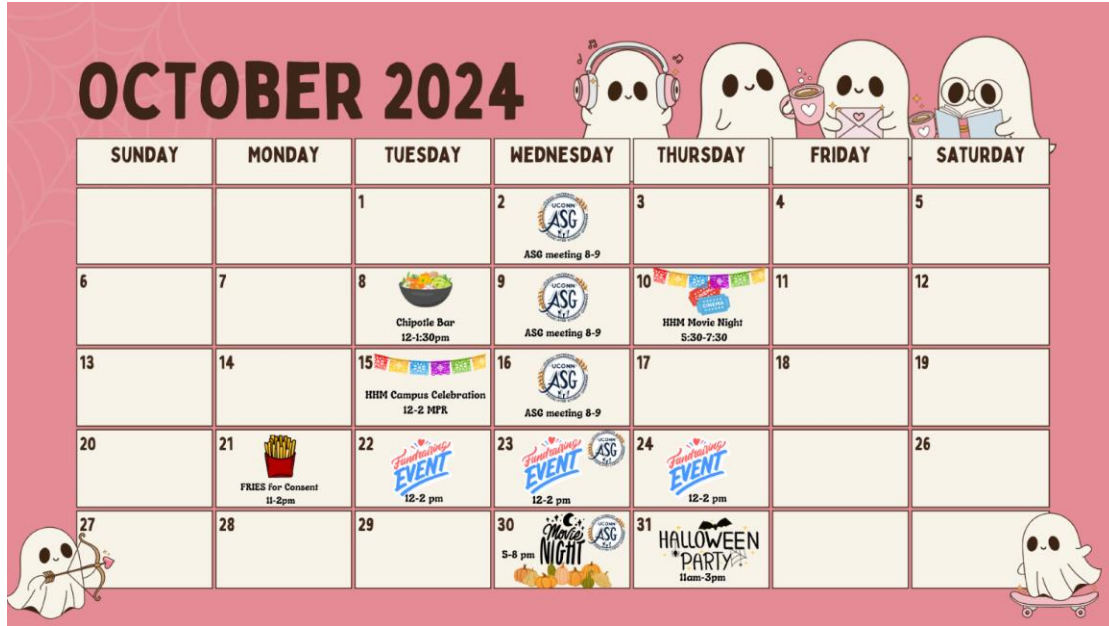 OCTOBER 2024
SUNDAY MONDAY TUESDAY WEDNESDAY THURSDAY FRIDAY SATURDAY
1 2 3 4 5
UCONN
ASG
ASG meeting 8-9
6 7 8 9 10 11 12
UCONN
ASG
CINEMA
Chipotle Bar
12-1:30pm
ASG meeting 8-9
HHM Movie Night
5:30-7:30
13 14 15 16 17 18 19
UCONN
ASG
HHM Campus Celebration
12-2 MPR
ASG meeting 8-9
20 21 22 23 24 26
FRIES for Consent
11-2pm
Fundraising
EVENT
12-2 pm
Fundraising
EVENT
UCONN
ASG
12-2 pm
Fundraising
EVENT
12-2 pm
27 28 29 30 31
5-8 pm
Movie
NIGHT
UCONN
ASG
HALLOWEEN
PARTY
11am-3pm